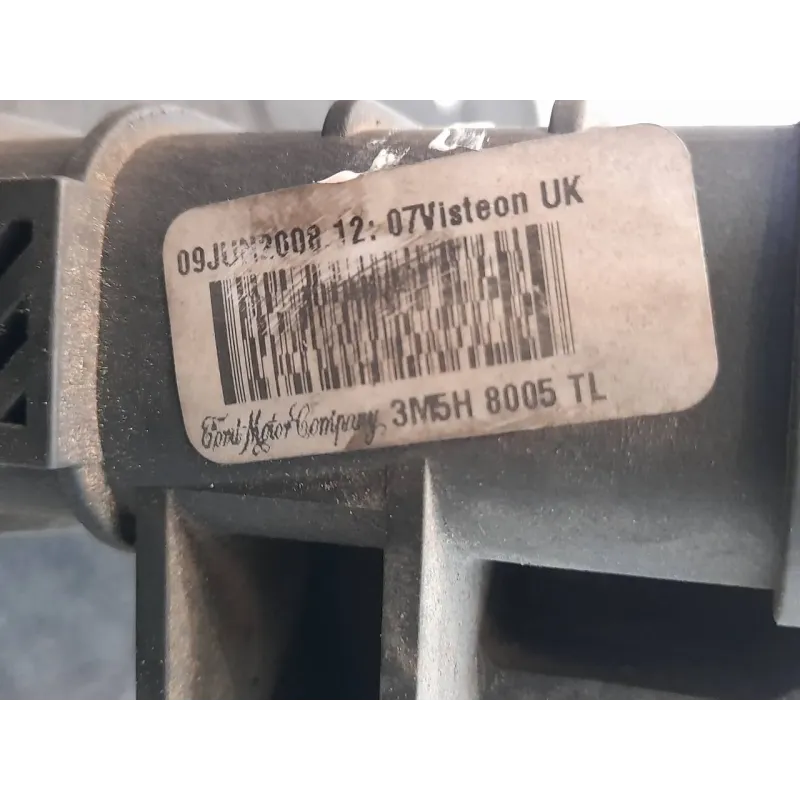 09JUN2008 12:07Visteon UK
Ford Motor Company 3M5H 8005 TL